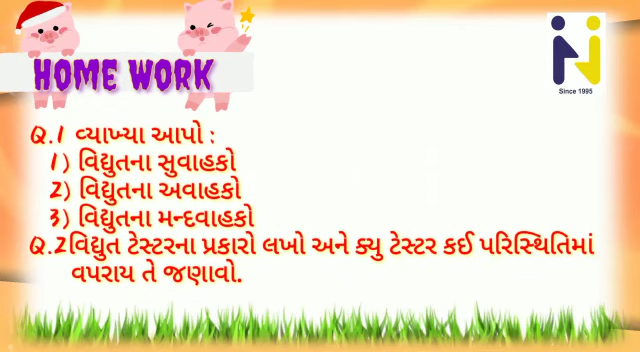 HOME WORK
Since 1995
Q.1 વ્યાખ્યા આપો :
1) વિદ્યુતના સુવાહકો
2) વિદ્યુતના અવાહકો
3) વિદ્યુતના મન્દવાહકો
Q.2વિદ્યુત ટેસ્ટરના પ્રકારો લખો અને ક્યુ ટેસ્ટર કઈ પરિસ્થિતિમાં
વપરાય તે જણાવો.